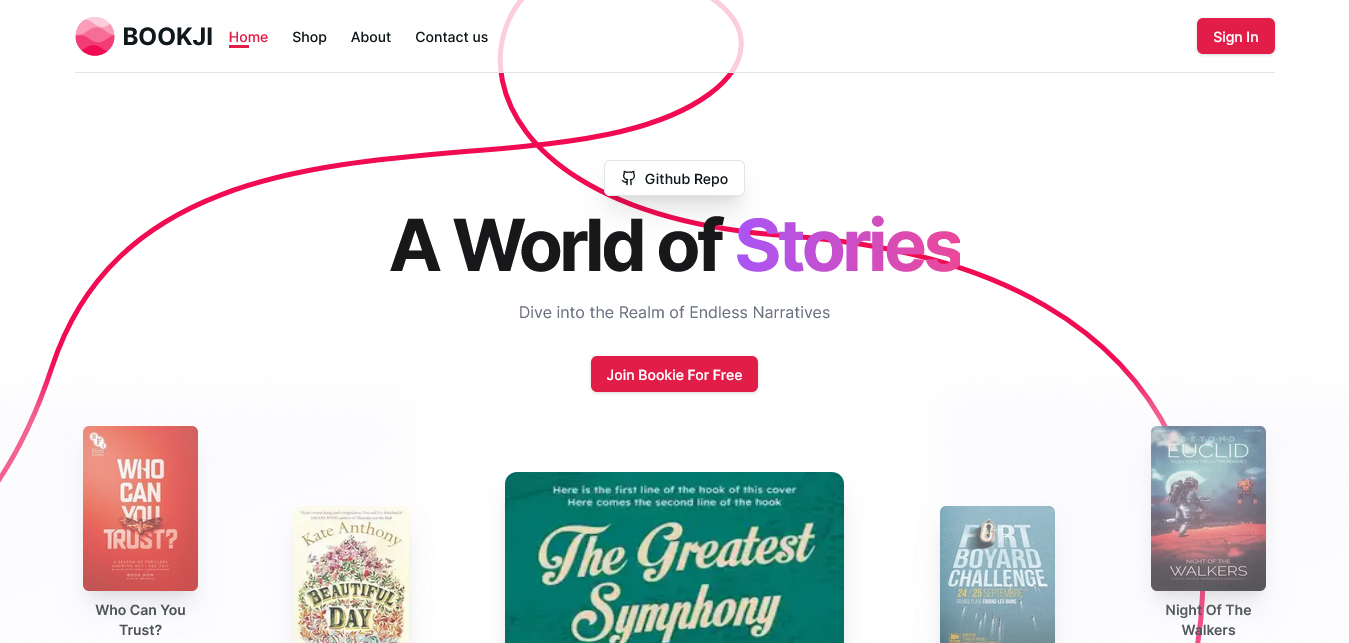 BOOKJI
Home
Shop
About
Contact us
Sign In
Github Repo
A World of Stories
Dive into the Realm of Endless Narratives
Join Bookie For Free
WHO
CAN
YOU
TRUST?
Who Can You
Trust?
Kate Anthony
BEAUTIFUL
DAY
Here is the first line of the hook of this cover
Here comes the second line of the hook
The Greatest
Symphony
FORT
BOYARD
CHALLENGE
24 / 25 SEPTEMBRE
BEYOND
EUCLID
NIGHT OF THE
WALKERS
Night Of The
Walkers